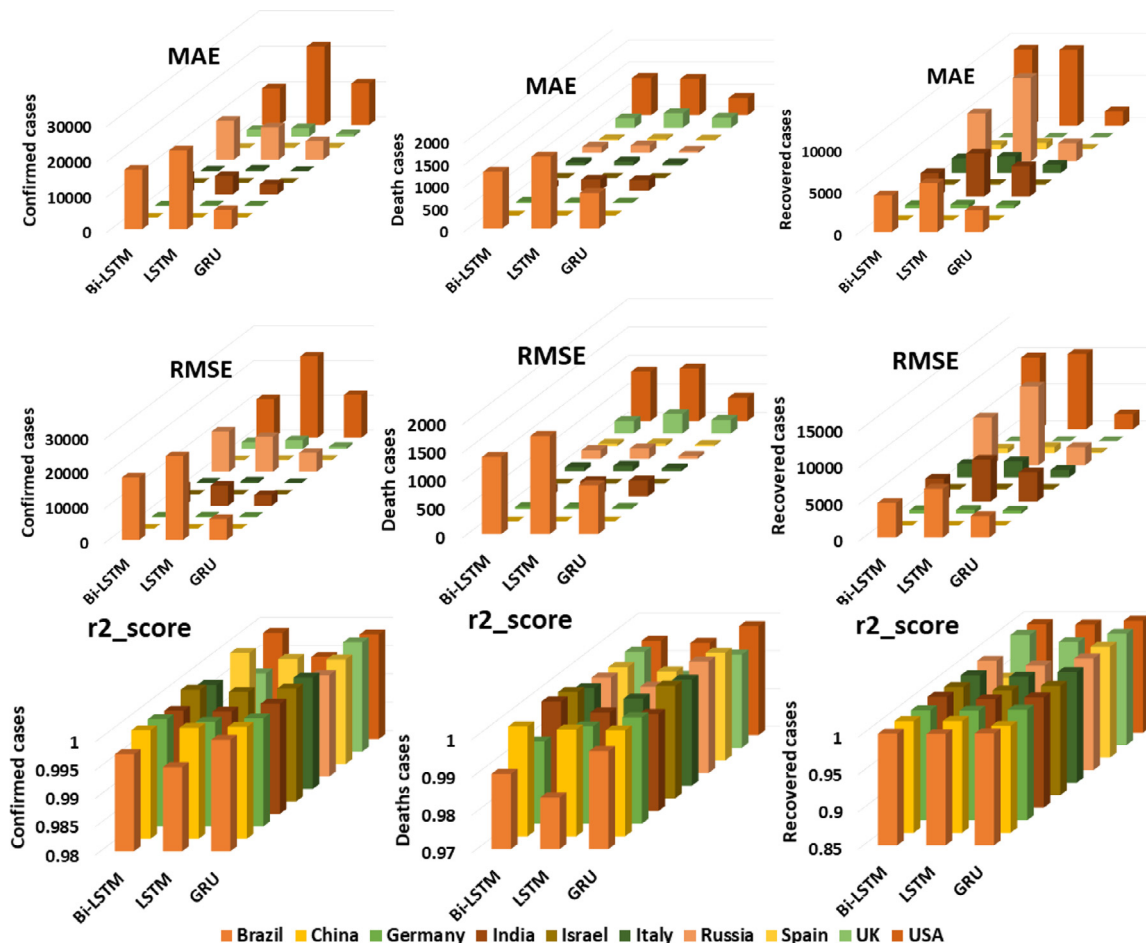 MAE
Confirmed cases
30000
20000
10000
0
Bi-LSTM
LSTM
GRU
MAE
Death cases
2000
1500
1000
500
0
Bi-LSTM
LSTM
GRU
MAE
Recovered cases
10000
5000
0
Bi-LSTM
LSTM
GRU
RMSE
Confirmed cases
30000
20000
10000
0
Bi-LSTM
LSTM
GRU
RMSE
Death cases
2000
1500
1000
500
0
Bi-LSTM
LSTM
GRU
RMSE
Recovered cases
15000
10000
5000
0
Bi-LSTM
LSTM
GRU
r2_score
Confirmed cases
1
0.995
0.99
0.985
0.98
Bi-LSTM
LSTM
GRU
r2_score
Deaths cases
1
0.99
0.98
0.97
Bi-LSTM
LSTM
GRU
r2_score
Recovered cases
1
0.95
0.9
0.85
Bi-LSTM
LSTM
GRU
Brazil China Germany India Israel Italy Russia Spain UK USA